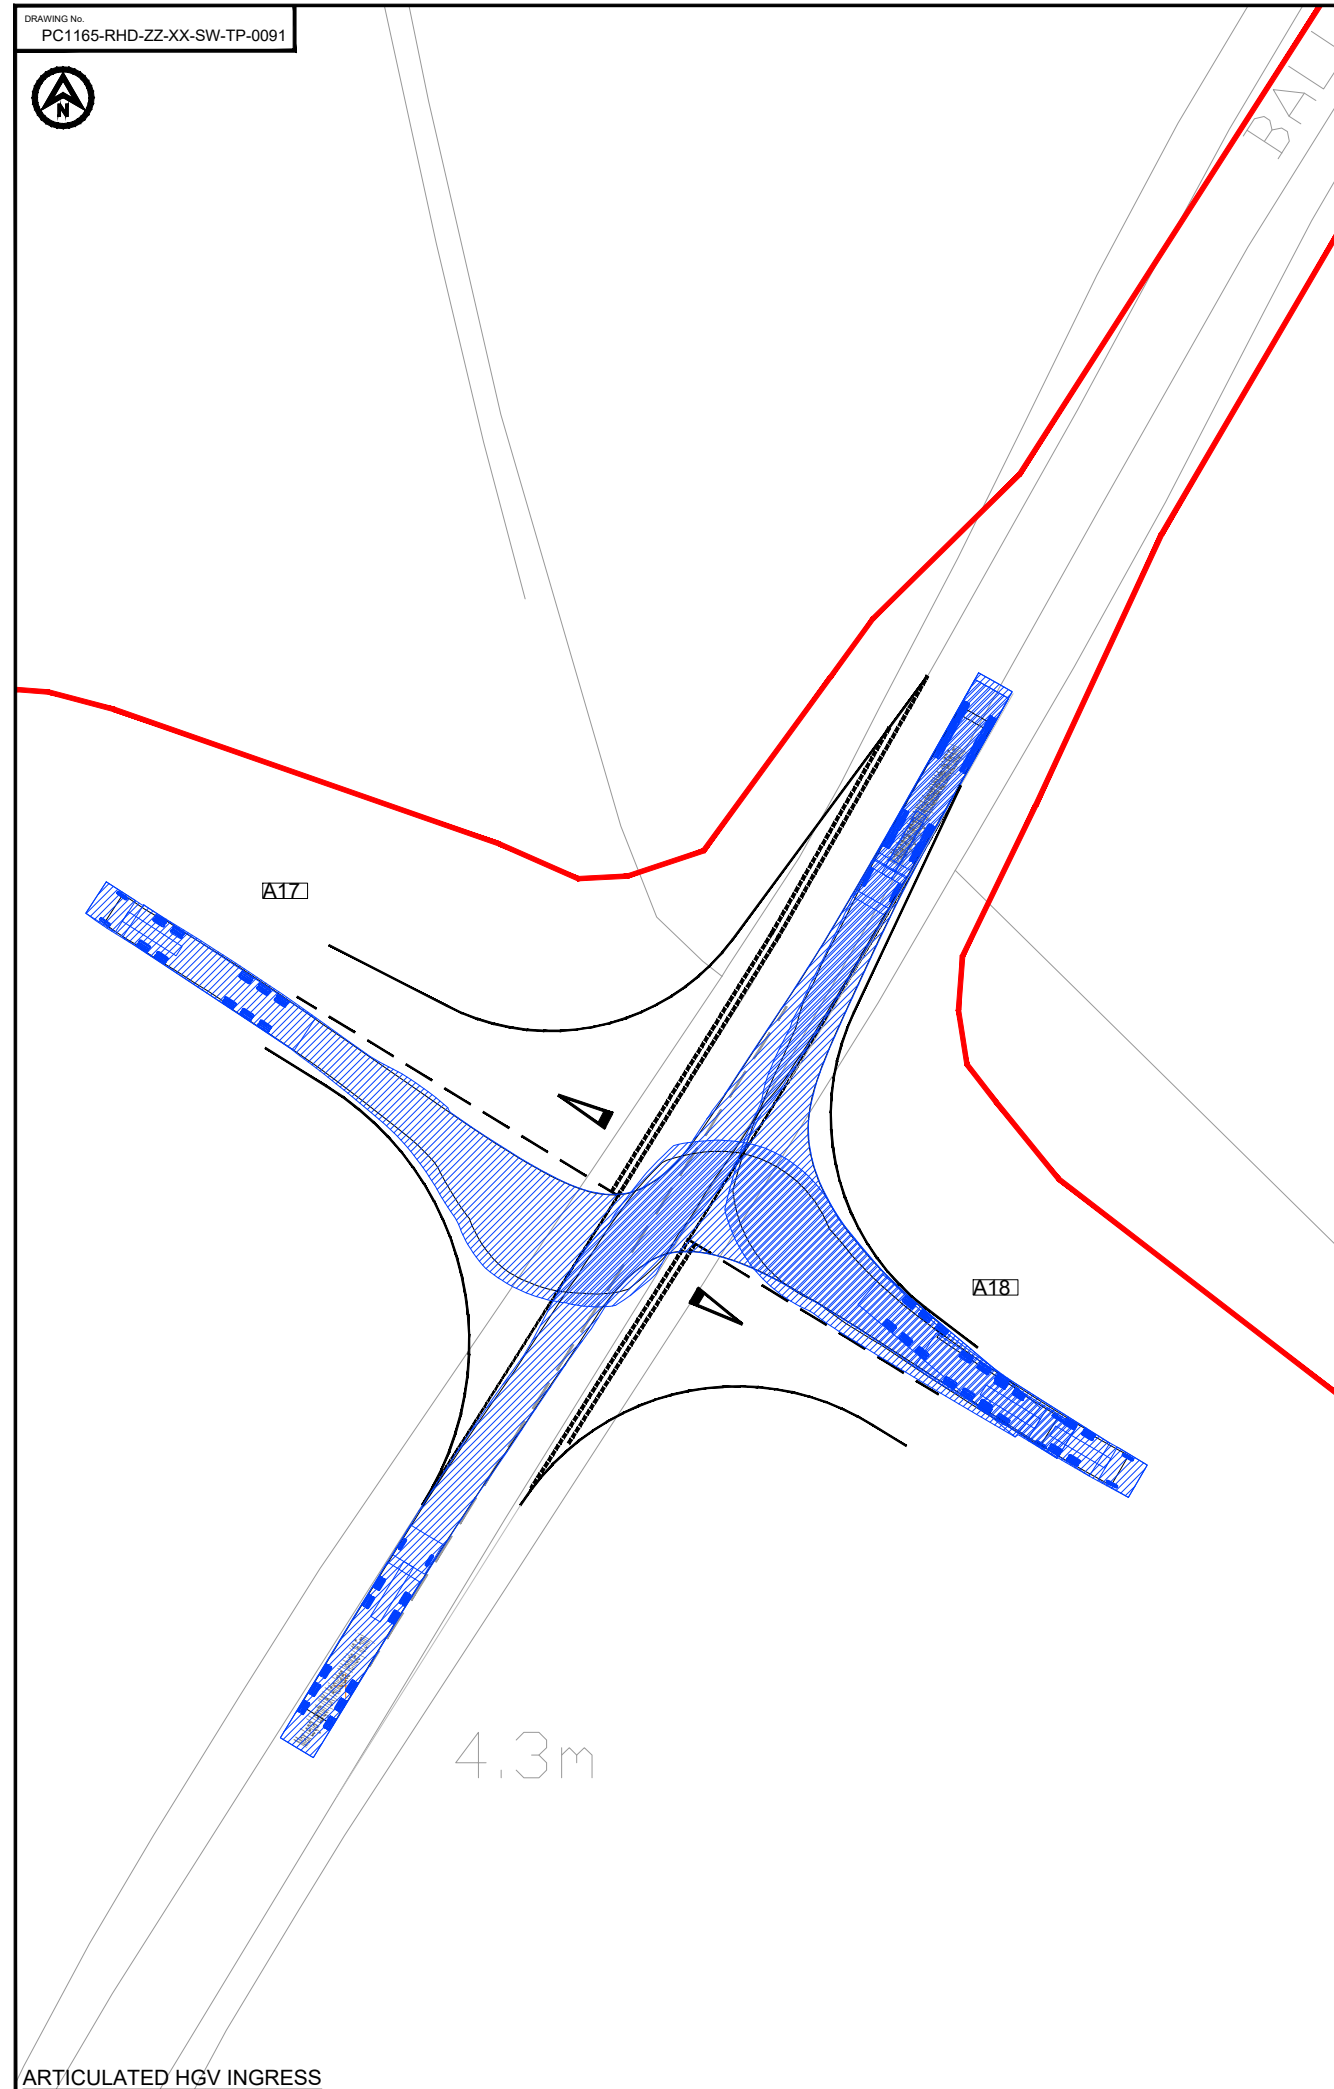 DRAWING No.
PC1165-RHD-ZZ-XX-SW-TP-0091
N
A17
A18
4.3m
ARTICULATED HGV INGRESS